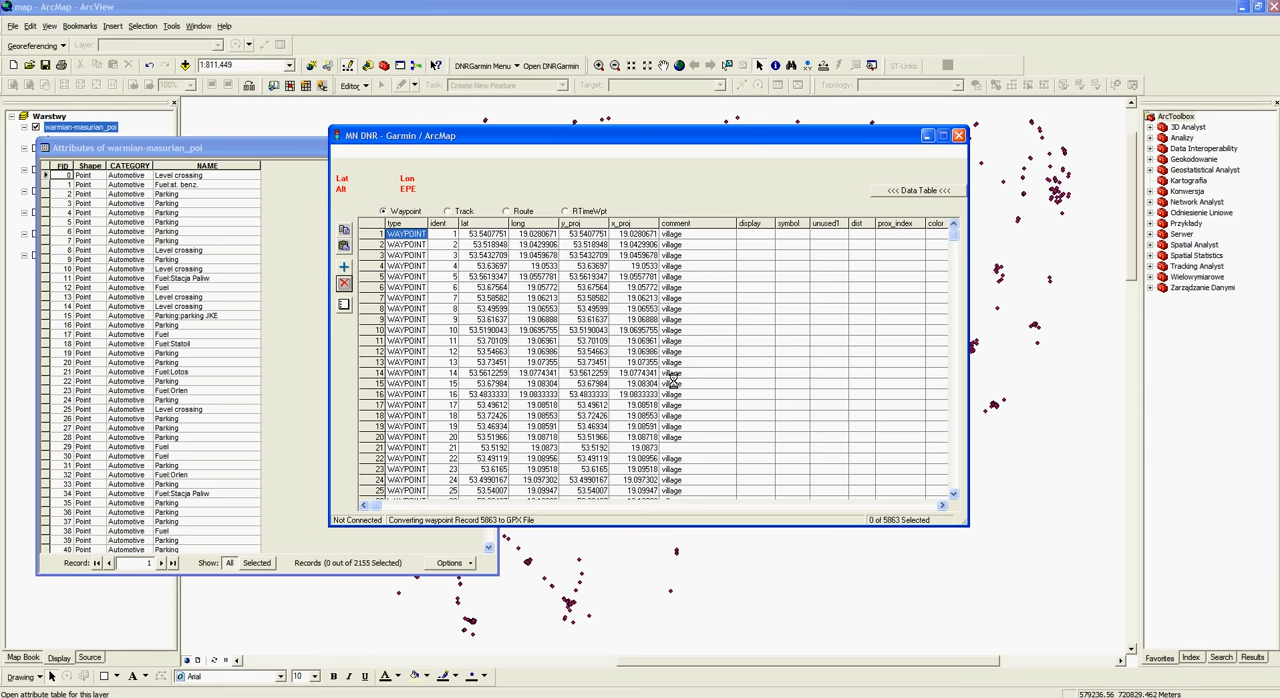 map - ArcMap - ArcView
File Edit View Bookmarks Insert Selection Tools Window Help
Georeferencing Layer:
1:811,449 DNRGarmin Menu Open DNRGarmin ST-Links
100% Editor Task: Create New Feature Target: Topology:
Warstwy
warmian-masurian_poi
Attributes of warmian-masurian_poi
FID Shape CATEGORY NAME
0 Point Automotive Level crossing
1 Point Automotive Fuel:st. benz.
2 Point Automotive Parking
3 Point Automotive Parking
4 Point Automotive Parking
5 Point Automotive Parking
6 Point Automotive Parking
7 Point Automotive Parking
8 Point Automotive Level crossing
9 Point Automotive Parking
10 Point Automotive Level crossing
11 Point Automotive Fuel:Stacja Paliw
12 Point Automotive Fuel
13 Point Automotive Level crossing
14 Point Automotive Level crossing
15 Point Automotive Parking:parking JKE
16 Point Automotive Parking
17 Point Automotive Fuel
18 Point Automotive Fuel:Statoil
19 Point Automotive Parking
20 Point Automotive Parking
21 Point Automotive Fuel:Lotos
22 Point Automotive Parking
23 Point Automotive Fuel:Orlen
24 Point Automotive Parking
25 Point Automotive Level crossing
26 Point Automotive Parking
27 Point Automotive Parking
28 Point Automotive Parking
29 Point Automotive Fuel
30 Point Automotive Fuel
31 Point Automotive Parking
32 Point Automotive Fuel:Orlen
33 Point Automotive Parking
34 Point Automotive Fuel:Stacja Paliw
35 Point Automotive Parking
36 Point Automotive Parking
37 Point Automotive Parking
38 Point Automotive Fuel
39 Point Automotive Parking
40 Point Automotive Parking
Record: 1 Show: All Selected Records (0 out of 2155 Selected) Options
MN DNR - Garmin / ArcMap
Lat Lon
Alt EPE
<<< Data Table >>>
Waypoint Track Route RTimeWpt
type ident lat long y_proj x_proj comment display symbol unused1 dist prox_index color
1 WAYPOINT 1 53.5407751 19.0280671 53.5407751 19.0280671 village
2 WAYPOINT 2 53.518948 19.0429906 53.518948 19.0429906 village
3 WAYPOINT 3 53.5432709 19.0459678 53.5432709 19.0459678 village
4 WAYPOINT 4 53.63697 19.0533 53.63697 19.0533 village
5 WAYPOINT 5 53.5619347 19.0557781 53.5619347 19.0557781 village
6 WAYPOINT 6 53.61677 19.05772 53.61677 19.05772 village
7 WAYPOINT 7 53.58582 19.06213 53.58582 19.06213 village
8 WAYPOINT 8 53.49599 19.06553 53.49599 19.06553 village
9 WAYPOINT 9 53.61637 19.06888 53.61637 19.06888 village
10 WAYPOINT 10 53.5190043 19.0695755 53.5190043 19.0695755 village
11 WAYPOINT 11 53.70109 19.06961 53.70109 19.06961 village
12 WAYPOINT 12 53.54663 19.06986 53.54663 19.06986 village
13 WAYPOINT 13 53.73451 19.07355 53.73451 19.07355 village
14 WAYPOINT 14 53.5612259 19.0774341 53.5612259 19.0774341
15 WAYPOINT 15 53.67984 19.08304 53.67984 19.08304
16 WAYPOINT 16 53.4833333 19.0833333 53.4833333 19.0833333 village
17 WAYPOINT 17 53.49612 19.08518 53.49612 19.08518 village
18 WAYPOINT 18 53.72426 19.08553 53.72426 19.08553 village
19 WAYPOINT 19 53.46934 19.08591 53.46934 19.08591 village
20 WAYPOINT 20 53.51966 19.08718 53.51966 19.08718 village
21 WAYPOINT 21 53.5192 19.0873 53.5192 19.0873
22 WAYPOINT 22 53.49119 19.08956 53.49119 19.08956 village
23 WAYPOINT 23 53.6165 19.09518 53.6165 19.09518 village
24 WAYPOINT 24 53.4990167 19.097302 53.4990167 19.097302 village
25 WAYPOINT 25 53.54007 19.09947 53.54007 19.09947 village
Not Connected Converting waypoint Record 5863 to GPX File 0 of 5863 Selected
ArcToolbox
3D Analyst
Analizy
Data Interoperability
Geokodowanie
Geostatistical Analyst
Kartografia
Konwersja
Network Analyst
Odniesienie Liniowe
Przykłady
Serwer
Spatial Analyst
Spatial Statistics
Tracking Analyst
Wielowymiarowe
Zarządzanie Danymi
Map Book Display Source
Favorites Index Search Results
Drawing A Arial 10 B I U A
Open attribute table for this layer 579236.56 720829.462 Meters